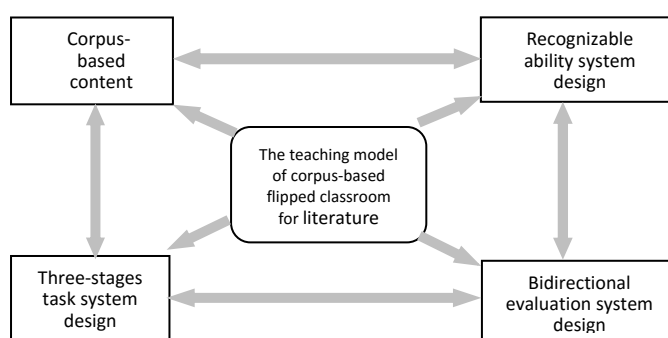 Corpus-
based
content
Recognizable
ability system
design
The teaching model
of corpus-based
flipped classroom
for literature
Three-stages
task system
design
Bidirectional
evaluation system
design